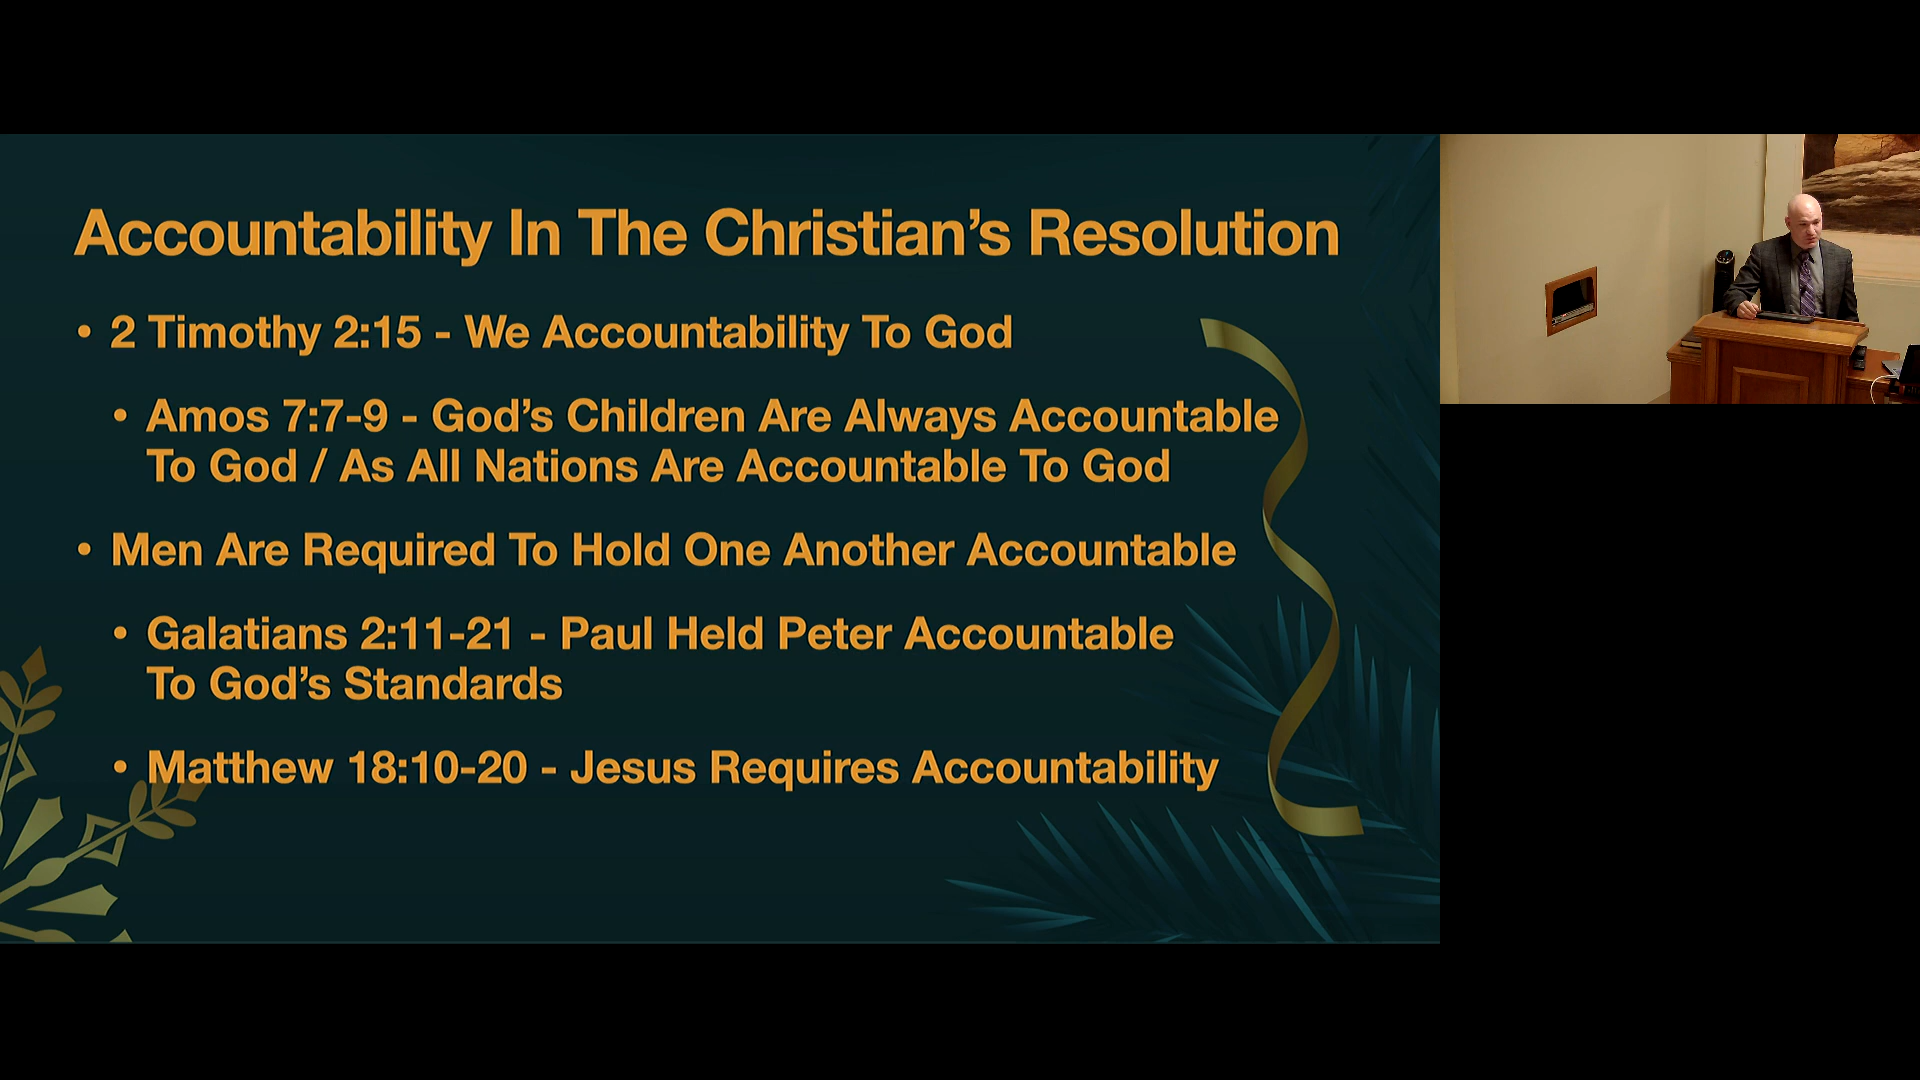 Accountability In The Christian’s Resolution
• 2 Timothy 2:15 - We Accountability To God
• Amos 7:7-9 - God’s Children Are Always Accountable
To God / As All Nations Are Accountable To God
• Men Are Required To Hold One Another Accountable
• Galatians 2:11-21 - Paul Held Peter Accountable
To God’s Standards
• Matthew 18:10-20 - Jesus Requires Accountability